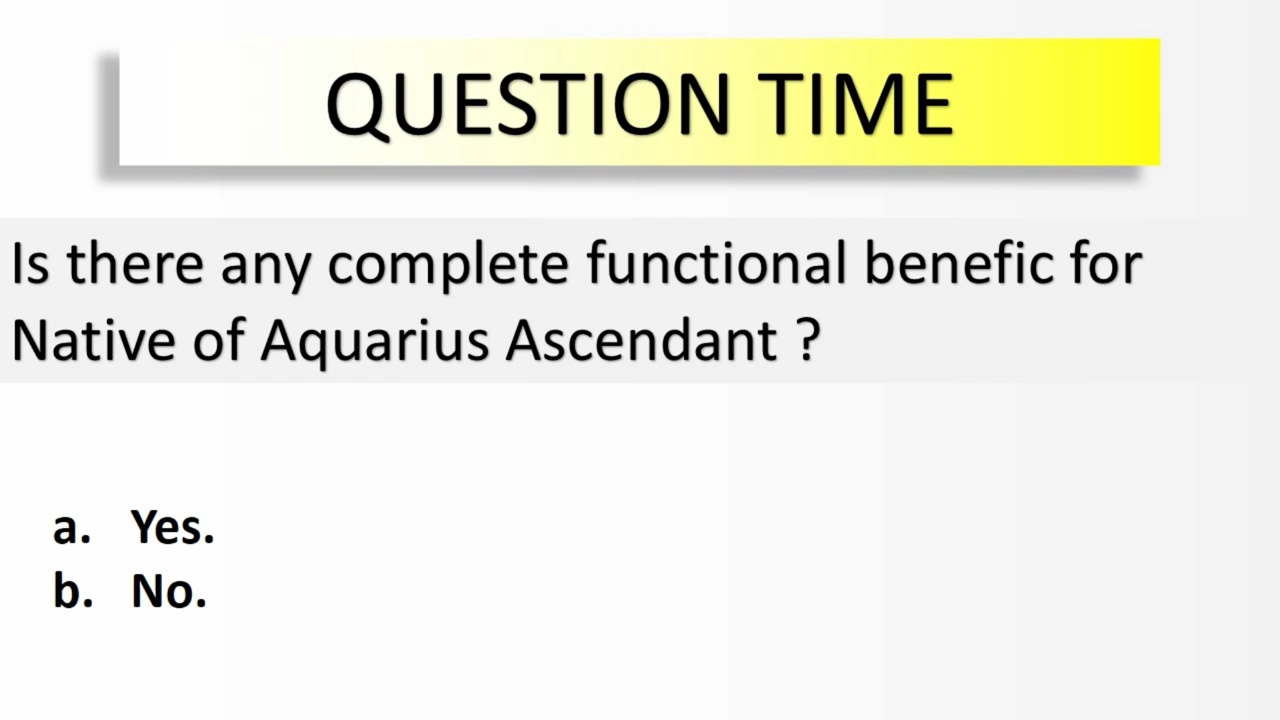 QUESTION TIME
Is there any complete functional benefic for
Native of Aquarius Ascendant ?
a. Yes.
b. No.